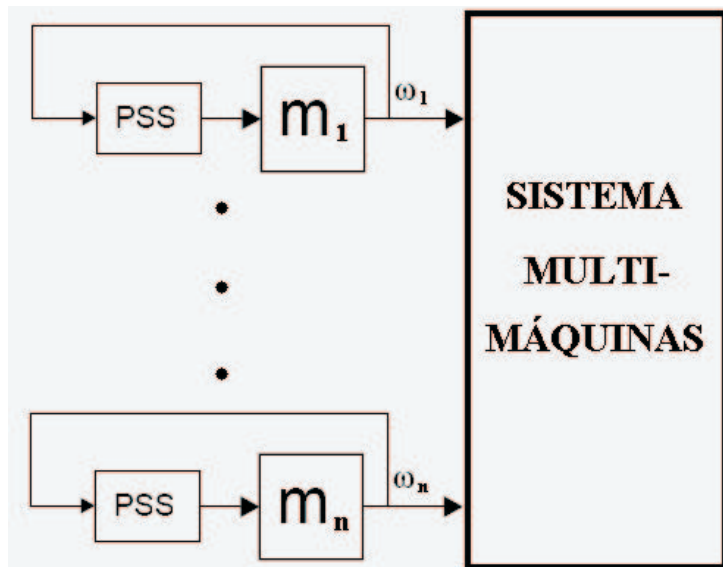 PSS
m1
ω1
SISTEMA
MULTI-
MÁQUINAS
PSS
mn
ωn